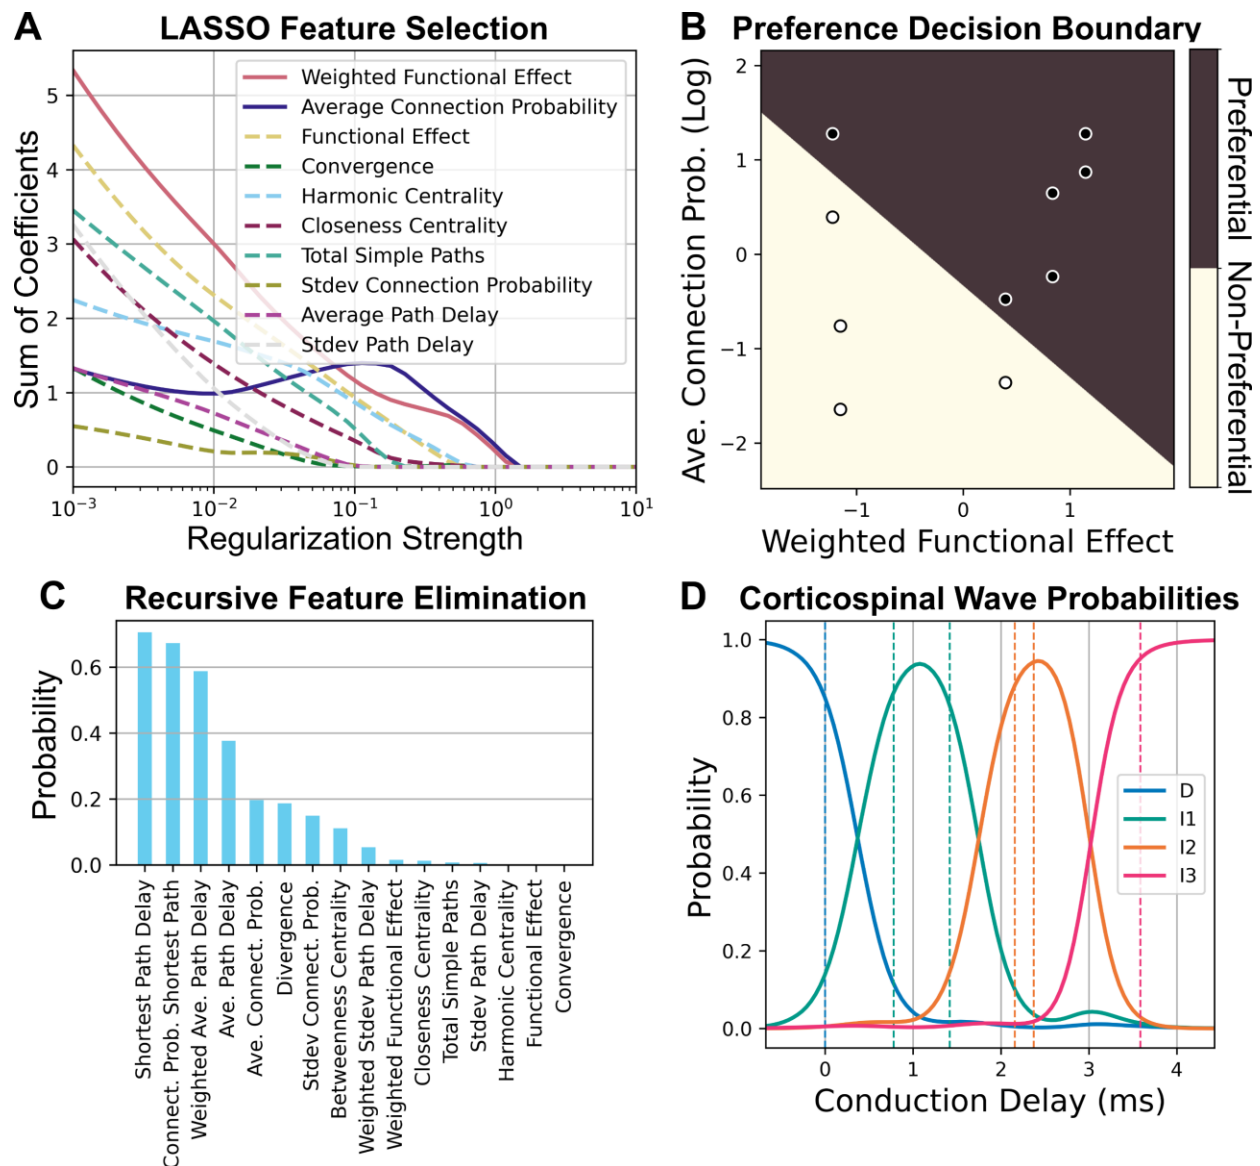 A LASSO Feature Selection
Sum of Coefficients
5
4
3
2
1
0
Weighted Functional Effect
Average Connection Probability
Functional Effect
Convergence
Harmonic Centrality
Closeness Centrality
Total Simple Paths
Stdev Connection Probability
Average Path Delay
Stdev Path Delay
10⁻³ 10⁻² 10⁻¹ 10⁰ 10¹
Regularization Strength
B Preference Decision Boundary
Ave. Connection Prob. (Log)
2
1
0
−1
−2
−1 0 1
Weighted Functional Effect
Preferential
Non-Preferential
C Recursive Feature Elimination
Probability
0.6
0.4
0.2
0.0
Shortest Path Delay
Connect. Prob. Shortest Path
Weighted Ave. Path Delay
Ave. Path Delay
Ave. Connect. Prob.
Divergence
Stdev Connect. Prob.
Betweenness Centrality
Weighted Stdev Path Delay
Weighted Functional Effect
Closeness Centrality
Total Simple Paths
Stdev Path Delay
Harmonic Centrality
Functional Effect
Convergence
D Corticospinal Wave Probabilities
Probability
1.0
0.8
0.6
0.4
0.2
0.0
D
I1
I2
I3
0 1 2 3 4
Conduction Delay (ms)